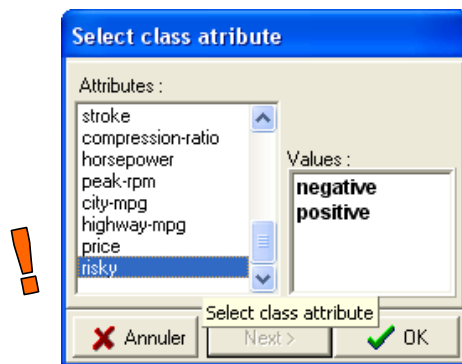 Select class atribute
Attributes :
stroke
compression-ratio
horsepower
peak-rpm
city-mpg
highway-mpg
price
risky
Values :
negative
positive
Select class attribute
Annuler
Next >
OK
!